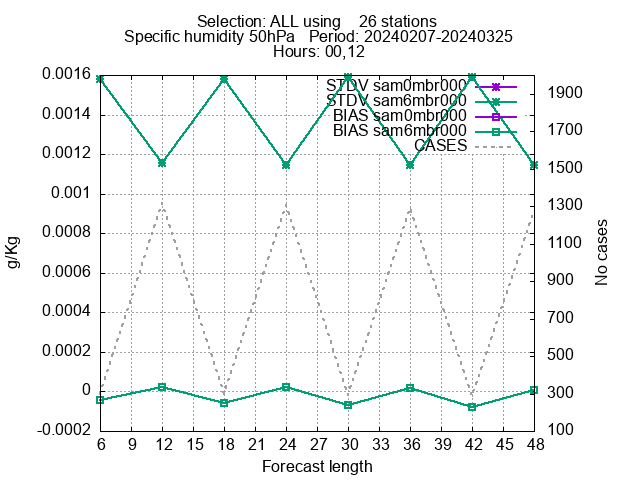 Selection: ALL using    26 stations
Specific humidity 50hPa   Period: 20240207-20240325
Hours: 00,12
STDV sam0mbr000
STDV sam6mbr000
BIAS sam0mbr000
BIAS sam6mbr000
CASES
0.0016
0.0014
0.0012
0.001
0.0008
0.0006
0.0004
0.0002
0
-0.0002
g/Kg
1900
1700
1500
1300
1100
900
700
500
300
100
No cases
6 9 12 15 18 21 24 27 30 33 36 39 42 45 48
Forecast length